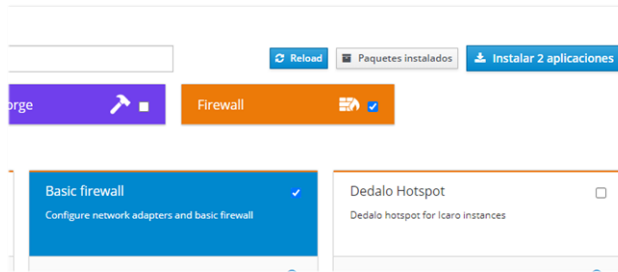 Reload
Paquetes instalados
Instalar 2 aplicaciones
Firewall
Basic firewall
Configure network adapters and basic firewall
Dedalo Hotspot
Dedalo hotspot for Icaro instances